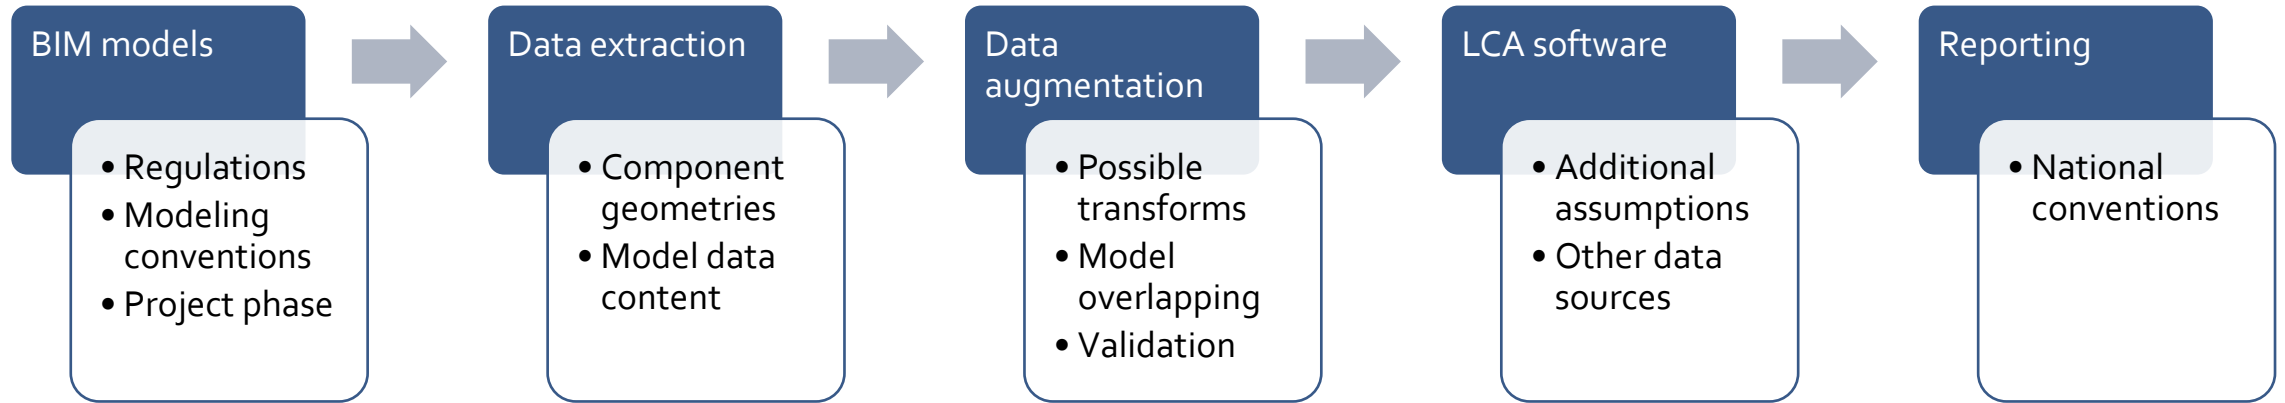 BIM models
• Regulations
• Modeling
conventions
• Project phase
Data extraction
• Component
geometries
• Model data
content
Data
augmentation
• Possible
transforms
• Model
overlapping
• Validation
LCA software
• Additional
assumptions
• Other data
sources
Reporting
• National
conventions